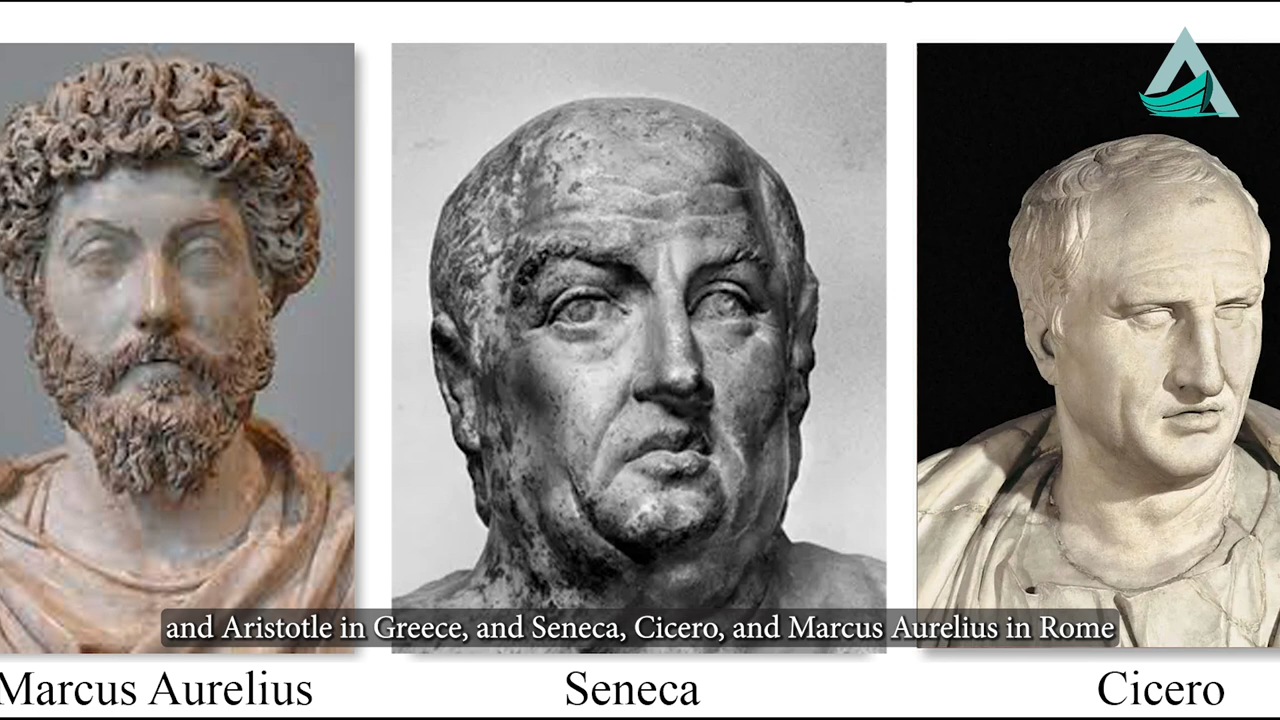 and Aristotle in Greece, and Seneca, Cicero, and Marcus Aurelius in Rome
Marcus Aurelius
Seneca
Cicero